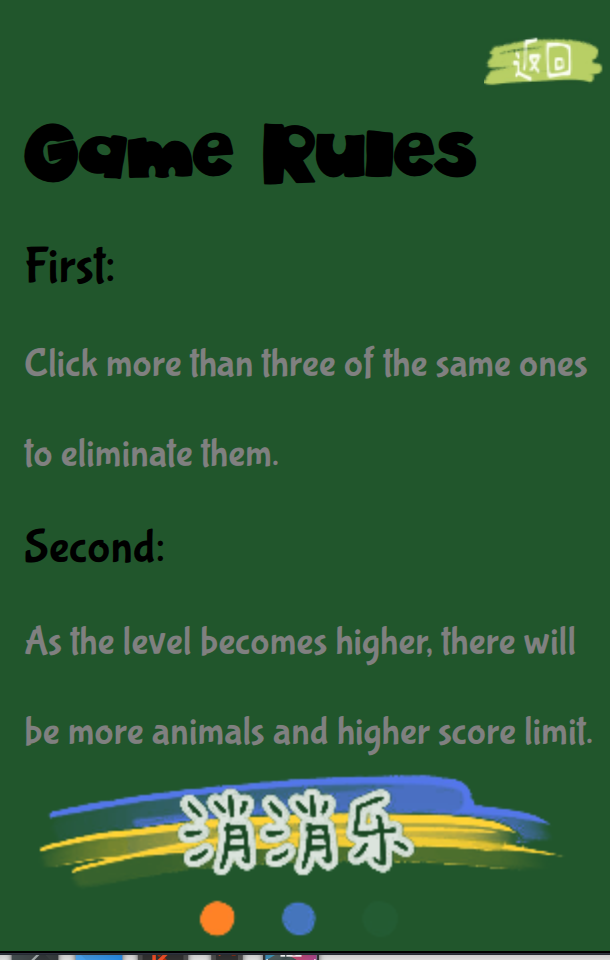 返回
Game Rules
First:
Click more than three of the same ones
to eliminate them.
Second:
As the level becomes higher, there will
be more animals and higher score limit.
消消乐